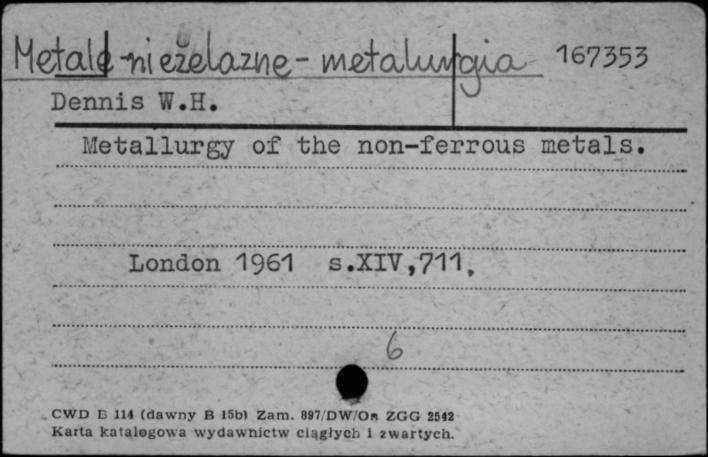 Metale nieżelazne - metalurgia 167353
Dennis W.H.
Metallurgy of the non-ferrous metals.
London 1961 s.XIV,711.
6
CWD B 114 (dawny B 15b) Zam. 897/DW/Om ZGG 2542
Karta katalogowa wydawnictw ciągłych i zwartych.